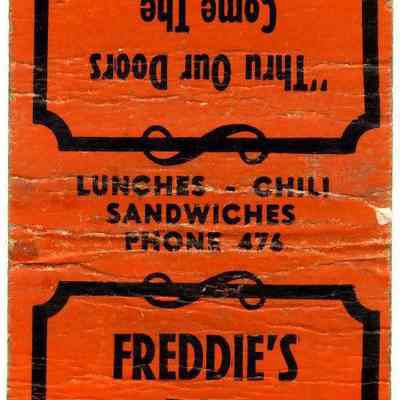 "Thru Our Doors
Come The
LUNCHES - CHILI
SANDWICHES
PHONE 476
FREDDIE'S